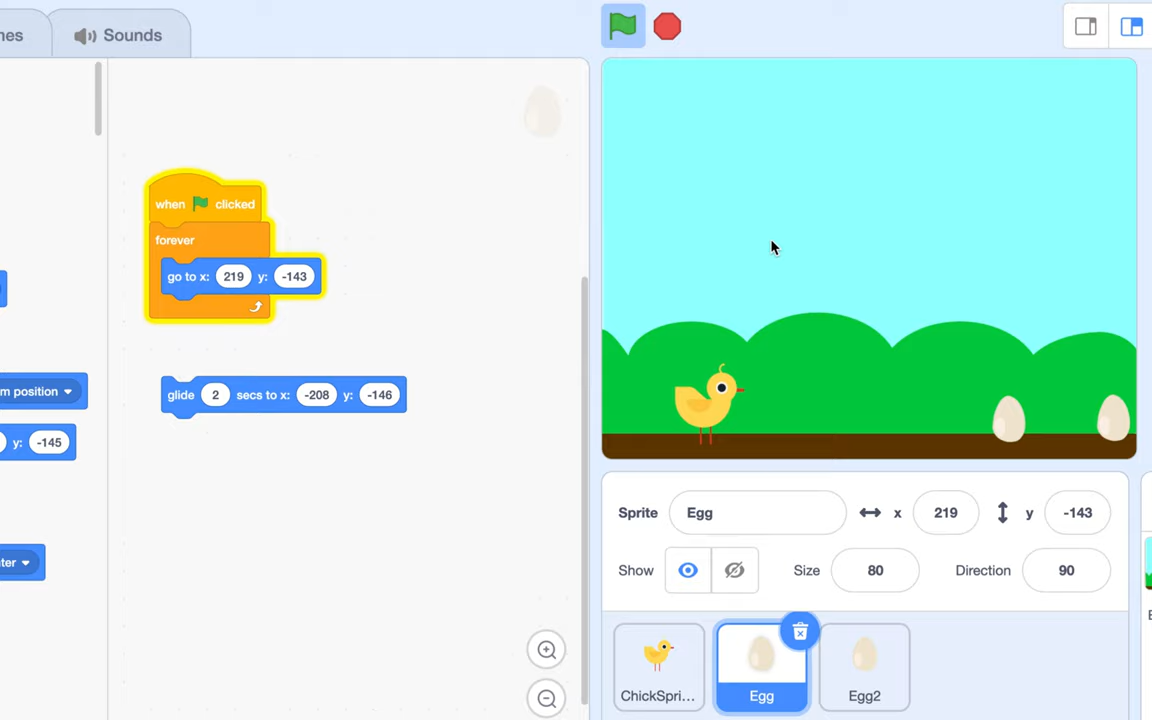 nes
Sounds
when clicked
forever
go to x: 219 y: -143
m position
glide 2 secs to x: -208 y: -146
y: -145
ter
Sprite Egg x 219 y -143
Show Size 80 Direction 90
ChickSpri... Egg Egg2